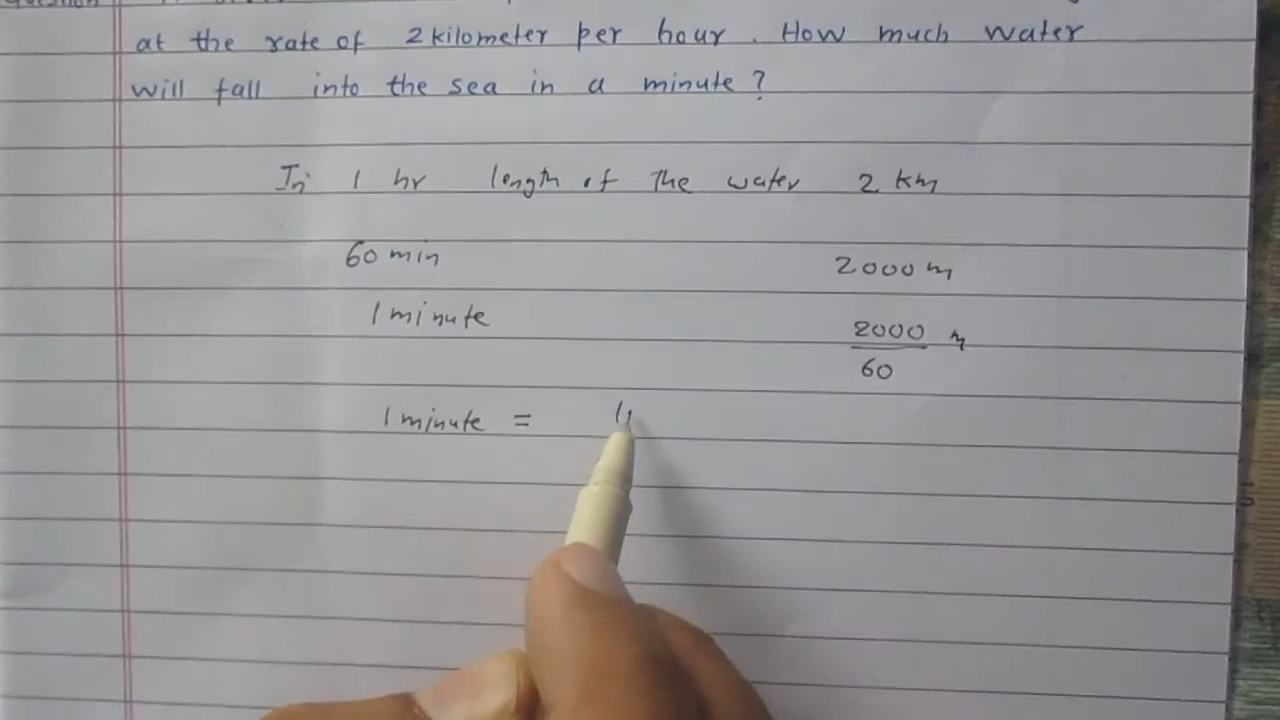 at the rate of 2 kilometer per hour. How much water
will fall into the sea in a minute?
In 1 hr length of the water 2 km
60 min 2000 m
1 minute 2000 m
60
1 minute =